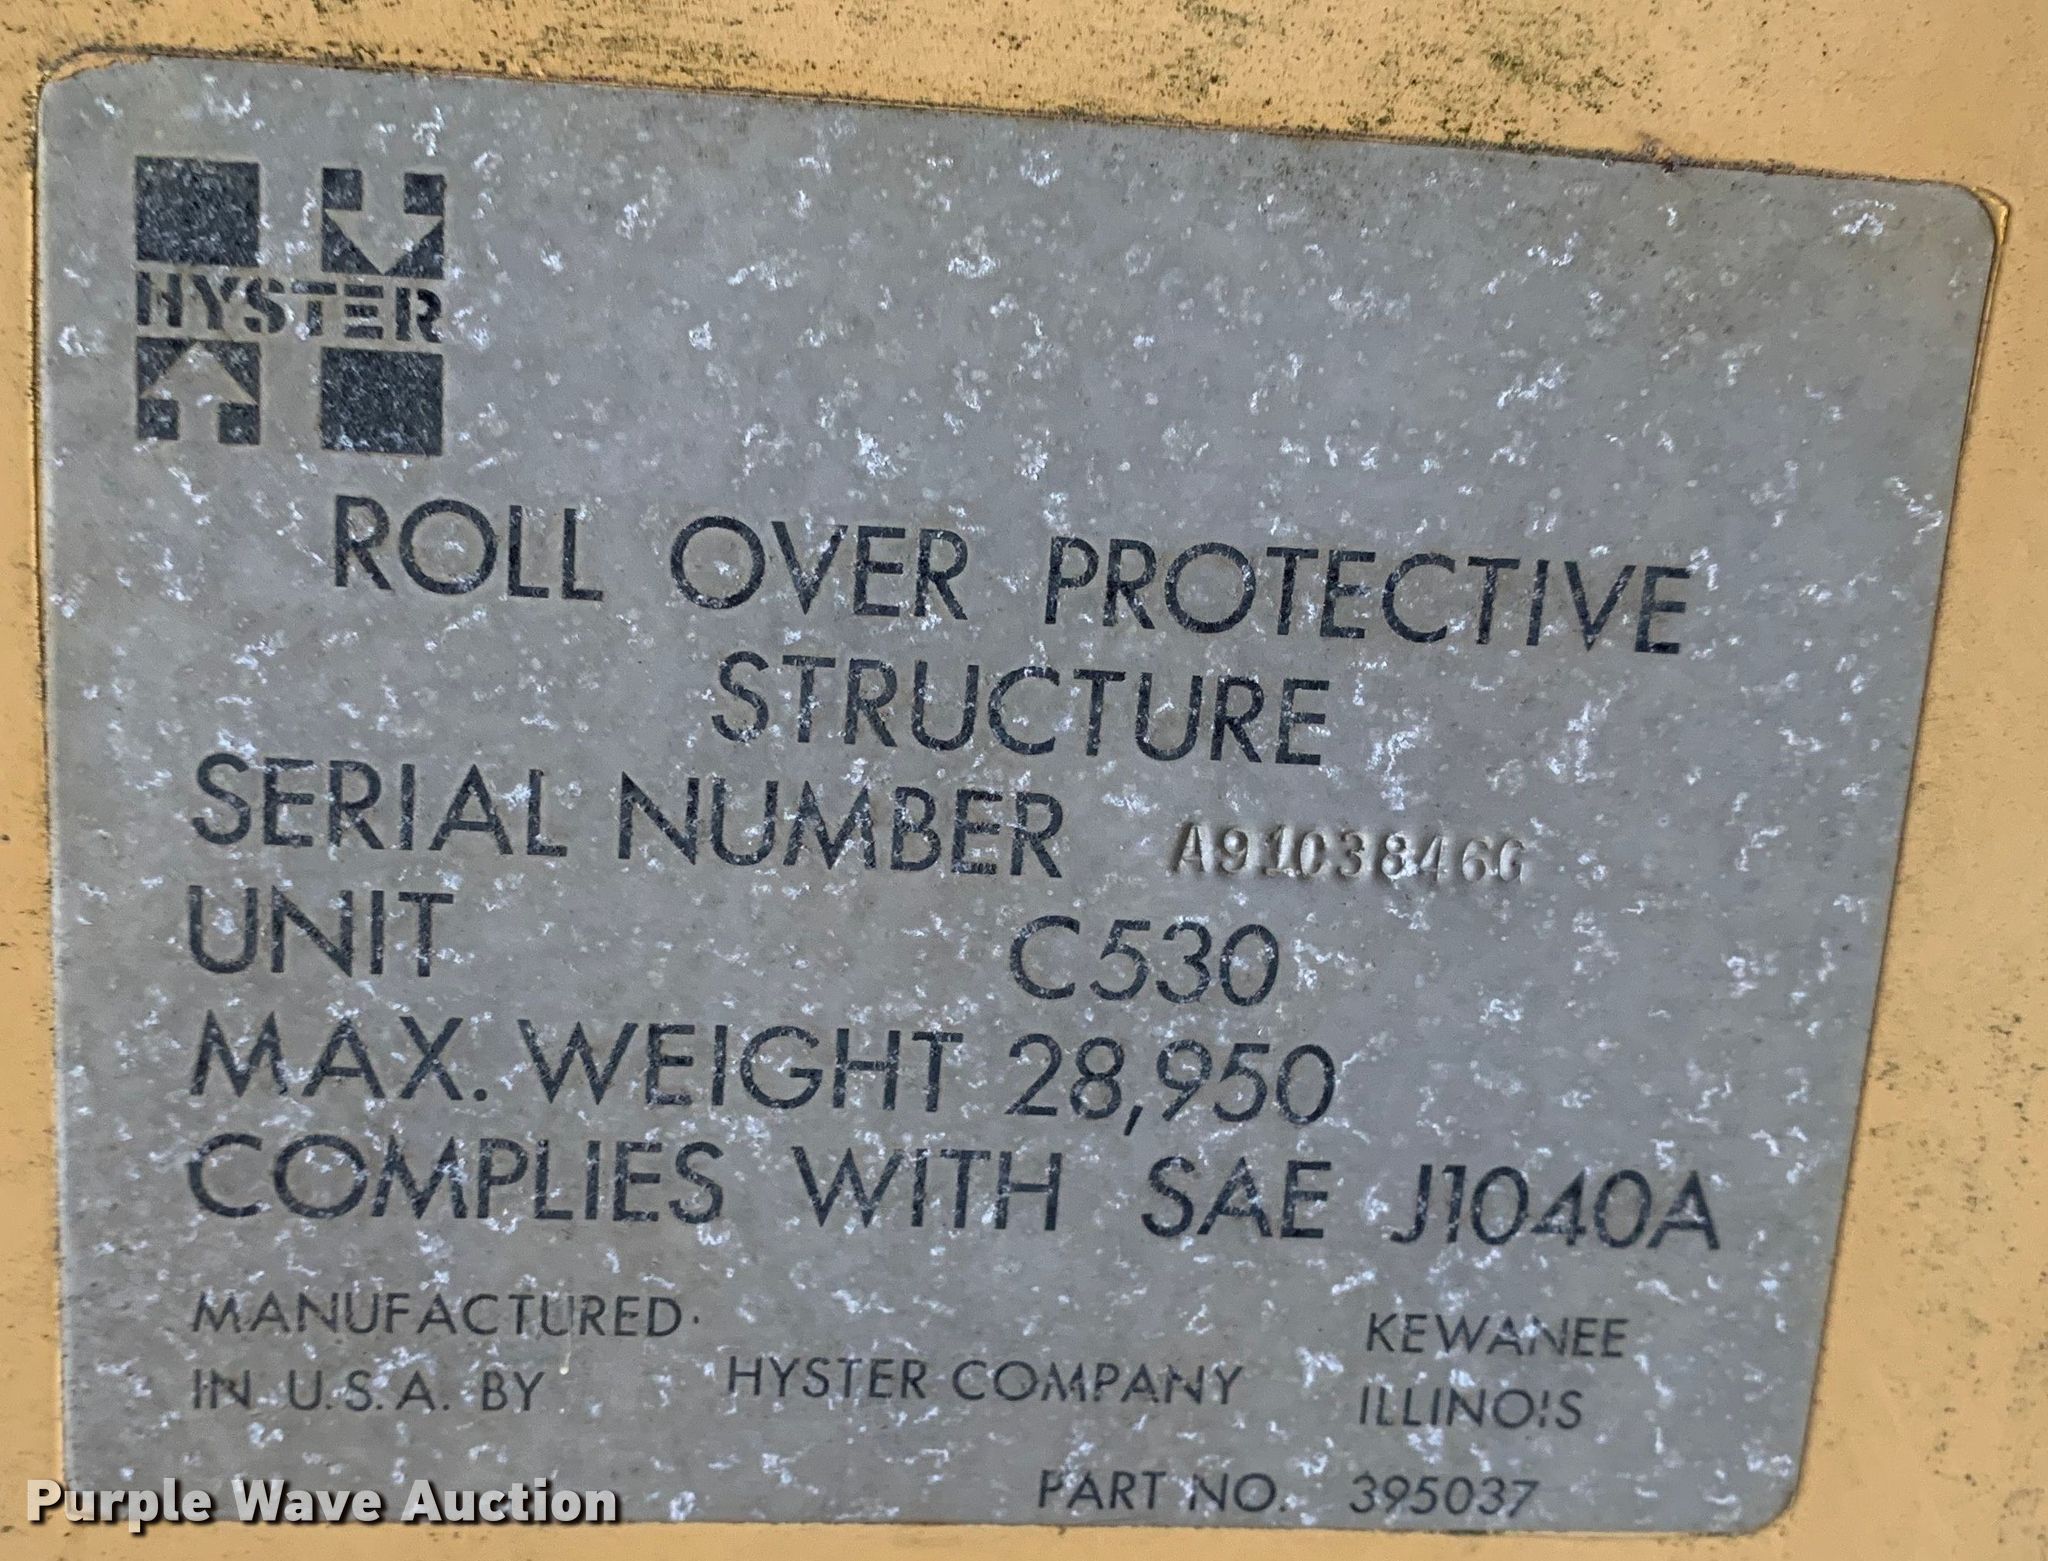 HYSTER
ROLL OVER PROTECTIVE
STRUCTURE
SERIAL NUMBER A91C3846G
UNIT C530
MAX. WEIGHT 28,950
COMPLIES WITH SAE J1040A
MANUFACTURED
IN U.S.A. BY HYSTER COMPANY
KEWANEE
ILLINOIS
PART NO. 395037
Purple Wave Auction